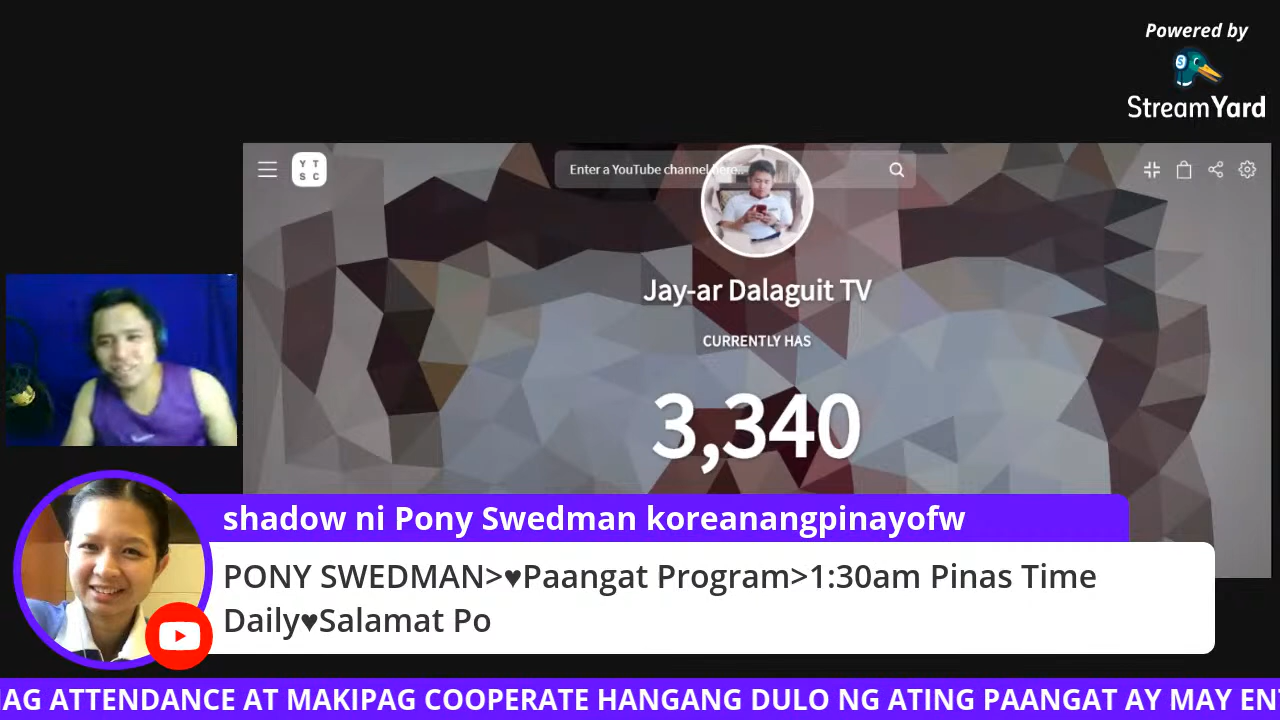 Powered by
StreamYard
Y T
S C
Enter a YouTube channel here..
Jay-ar Dalaguit TV
CURRENTLY HAS
3,340
shadow ni Pony Swedman koreanangpinayofw
PONY SWEDMAN>♥Paangat Program>1:30am Pinas Time
Daily♥Salamat Po
ATTENDANCE AT MAKIPAG COOPERATE HANGANG DULO NG ATING PAANGAT AY MAY